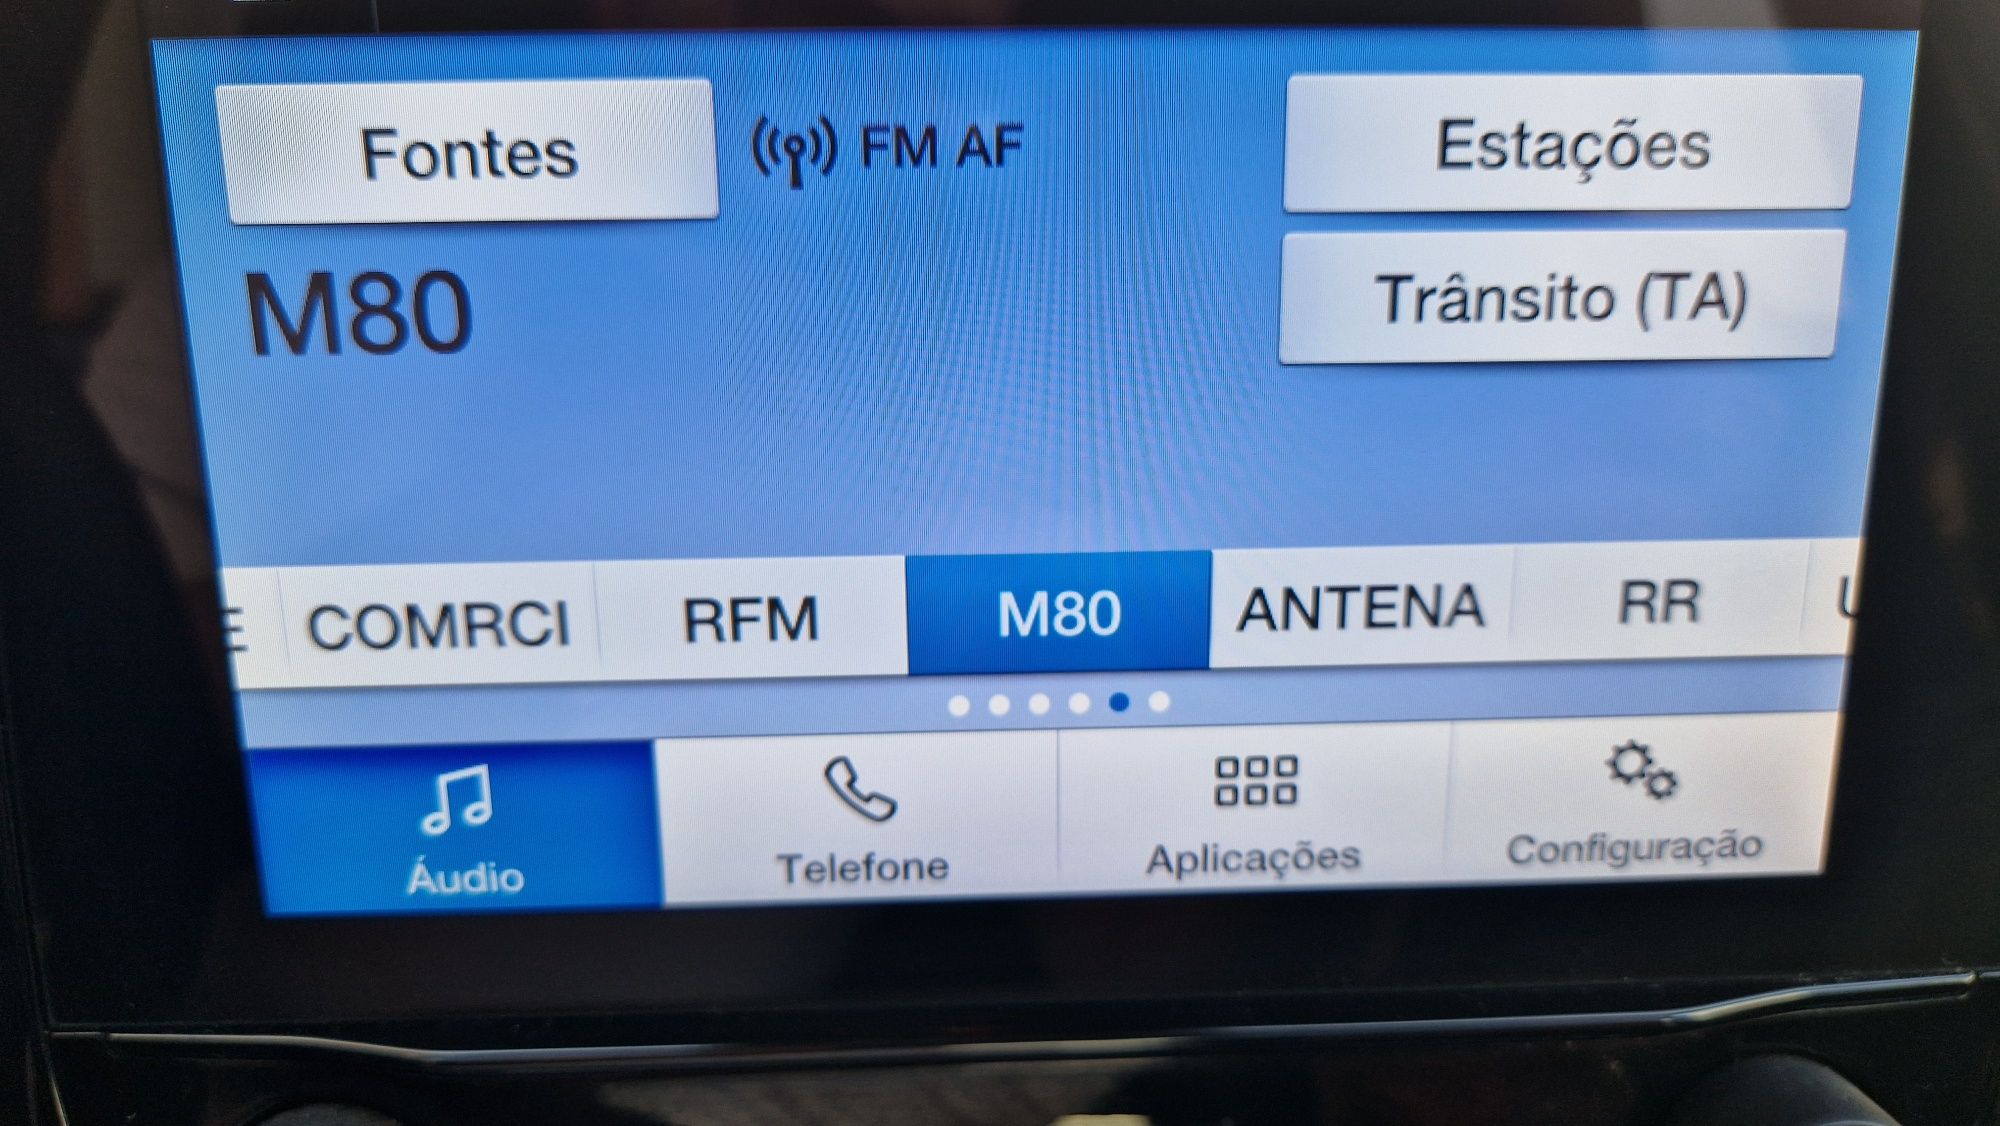 Fontes
FM AF
Estações
M80
Trânsito (TA)
COMRCI
RFM
M80
ANTENA
RR
Áudio
Telefone
Aplicações
Configuração